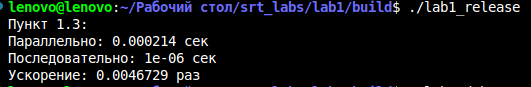 lenovo@lenovo:~/Рабочий стол/srt_labs/lab1/build$ ./lab1_release
Пункт 1.3:
Параллельно: 0.000214 сек
Последовательно: 1e-06 сек
Ускорение: 0.0046729 раз